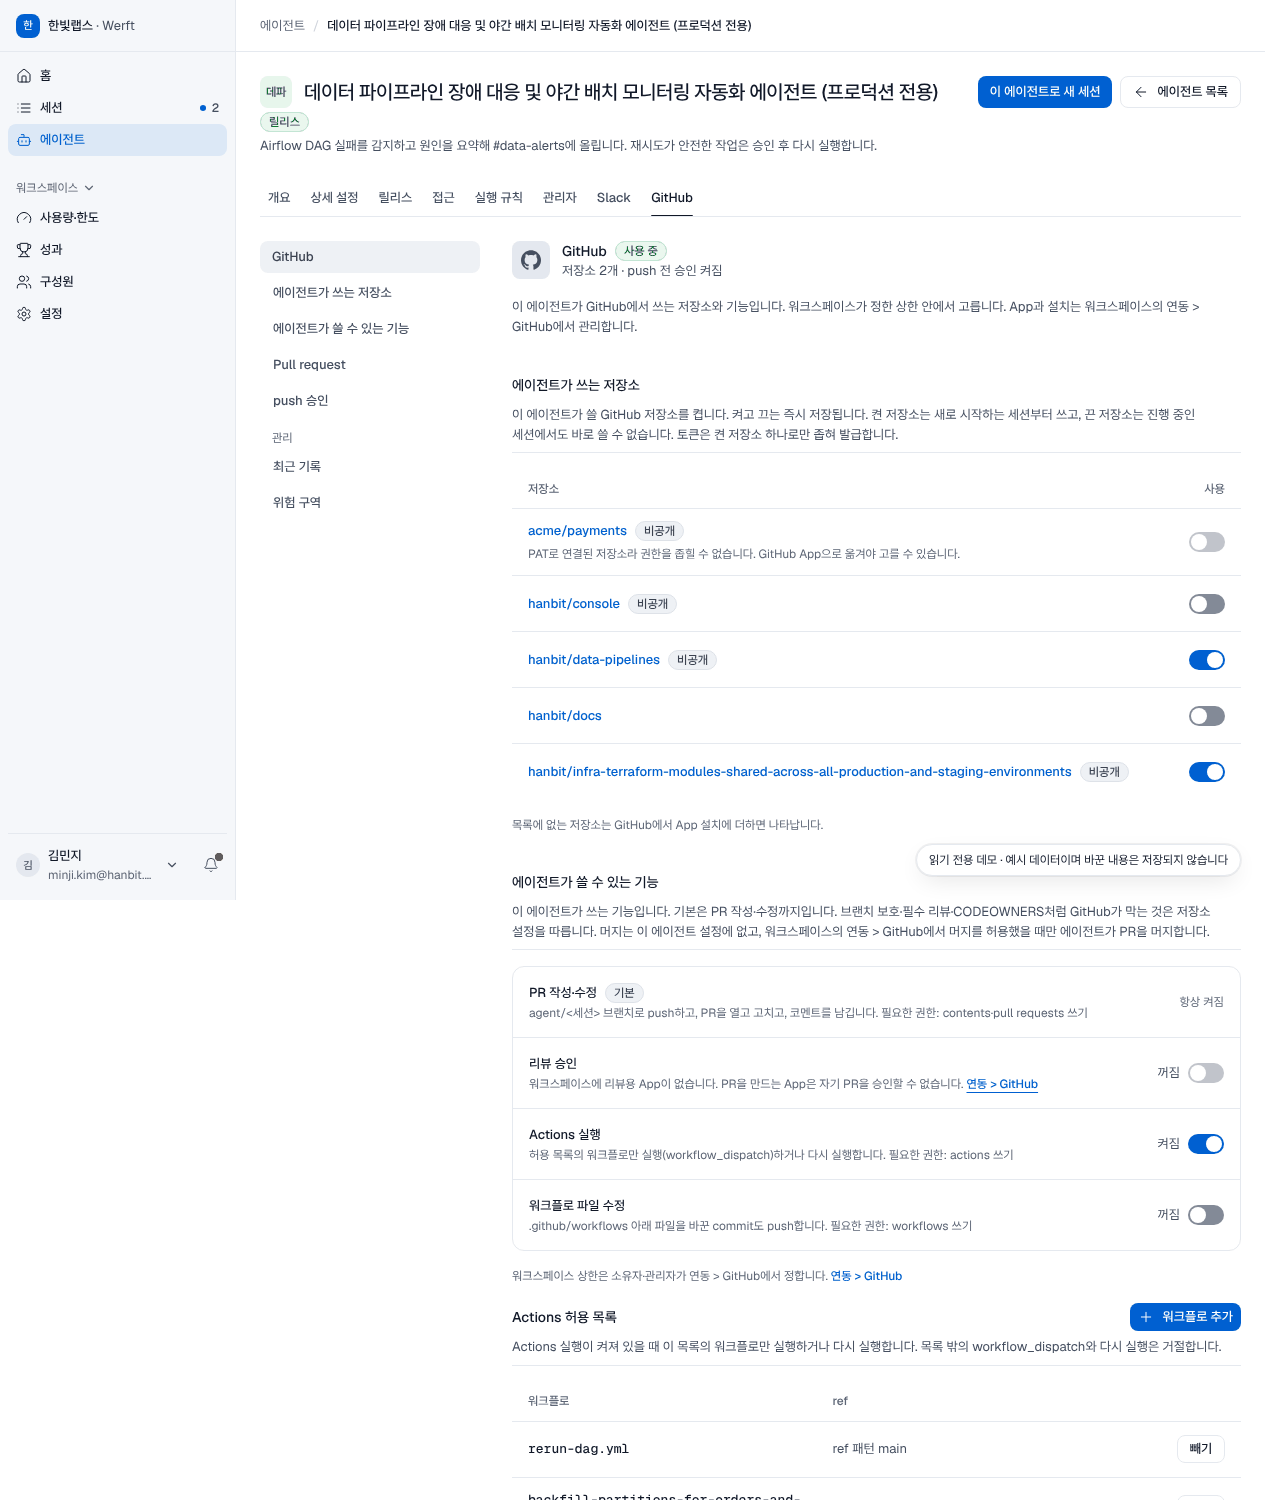 한 한빛랩스 · Werft
홈
세션 2
에이전트
워크스페이스
사용량·한도
성과
구성원
설정
김 김민지
minji.kim@hanbit....
에이전트 / 데이터 파이프라인 장애 대응 및 야간 배치 모니터링 자동화 에이전트 (프로덕션 전용)
데파 데이터 파이프라인 장애 대응 및 야간 배치 모니터링 자동화 에이전트 (프로덕션 전용)
이 에이전트로 새 세션
에이전트 목록
릴리스
Airflow DAG 실패를 감지하고 원인을 요약해 #data-alerts에 올립니다. 재시도가 안전한 작업은 승인 후 다시 실행합니다.
개요 상세 설정 릴리스 접근 실행 규칙 관리자 Slack GitHub
GitHub
에이전트가 쓰는 저장소
에이전트가 쓸 수 있는 기능
Pull request
push 승인
관리
최근 기록
위험 구역
GitHub 사용 중
저장소 2개 · push 전 승인 켜짐
이 에이전트가 GitHub에서 쓰는 저장소와 기능입니다. 워크스페이스가 정한 상한 안에서 고릅니다. App과 설치는 워크스페이스의 연동 >
GitHub에서 관리합니다.
에이전트가 쓰는 저장소
이 에이전트가 쓸 GitHub 저장소를 켭니다. 켜고 끄는 즉시 저장됩니다. 켠 저장소는 새로 시작하는 세션부터 쓰고, 끈 저장소는 진행 중인
세션에서도 바로 쓸 수 없습니다. 토큰은 켠 저장소 하나로만 좁혀 발급합니다.
저장소 사용
acme/payments 비공개
PAT로 연결된 저장소라 권한을 좁힐 수 없습니다. GitHub App으로 옮겨야 고를 수 있습니다.
hanbit/console 비공개
hanbit/data-pipelines 비공개
hanbit/docs
hanbit/infra-terraform-modules-shared-across-all-production-and-staging-environments 비공개
목록에 없는 저장소는 GitHub에서 App 설치에 더하면 나타납니다.
읽기 전용 데모 · 예시 데이터이며 바꾼 내용은 저장되지 않습니다
에이전트가 쓸 수 있는 기능
이 에이전트가 쓰는 기능입니다. 기본은 PR 작성·수정까지입니다. 브랜치 보호·필수 리뷰·CODEOWNERS처럼 GitHub가 막는 것은 저장소
설정을 따릅니다. 머지는 이 에이전트 설정에 없고, 워크스페이스의 연동 > GitHub에서 머지를 허용했을 때만 에이전트가 PR을 머지합니다.
PR 작성·수정 기본
agent/<세션> 브랜치로 push하고, PR을 열고 고치고, 코멘트를 남깁니다. 필요한 권한: contents·pull requests 쓰기
항상 켜짐
리뷰 승인
워크스페이스에 리뷰용 App이 없습니다. PR을 만드는 App은 자기 PR을 승인할 수 없습니다. 연동 > GitHub
꺼짐
Actions 실행
허용 목록의 워크플로만 실행(workflow_dispatch)하거나 다시 실행합니다. 필요한 권한: actions 쓰기
켜짐
워크플로 파일 수정
.github/workflows 아래 파일을 바꾼 commit도 push합니다. 필요한 권한: workflows 쓰기
꺼짐
워크스페이스 상한은 소유자·관리자가 연동 > GitHub에서 정합니다. 연동 > GitHub
Actions 허용 목록
워크플로 추가
Actions 실행이 켜져 있을 때 이 목록의 워크플로만 실행하거나 다시 실행합니다. 목록 밖의 workflow_dispatch와 다시 실행은 거절합니다.
워크플로 ref
rerun-dag.yml ref 패턴 main 빼기
backfill-partitions-for-orders-and-